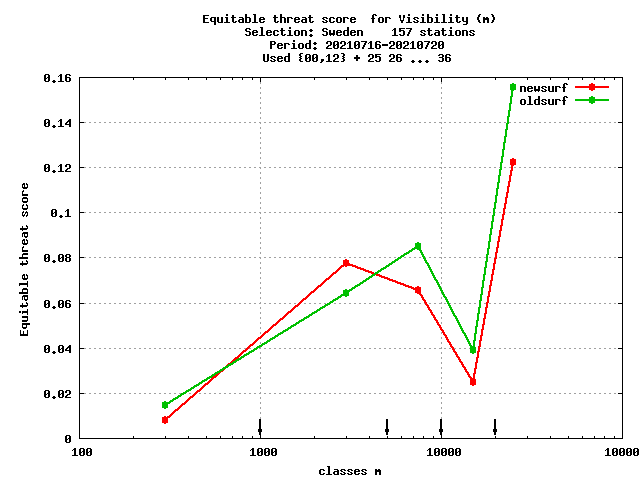 Equitable threat score  for Visibility (m)
Selection: Sweden    157 stations
Period: 20210716-20210720
Used {00,12} + 25 26 ... 36
newsurf
oldsurf
0.16
0.14
0.12
0.1
0.08
0.06
0.04
0.02
0
Equitable threat score
100
1000
10000
10000
classes m